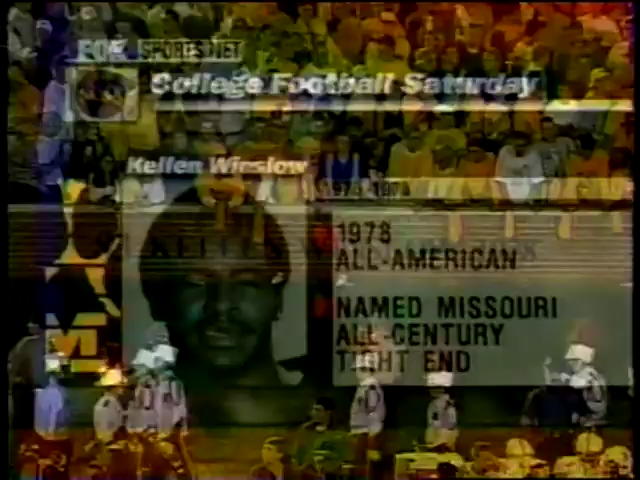 FOX SPORTS NET
College Football Saturday
Kellen Winslow
1978
ALL-AMERICAN
NAMED MISSOURI
ALL-CENTURY
TIGHT END